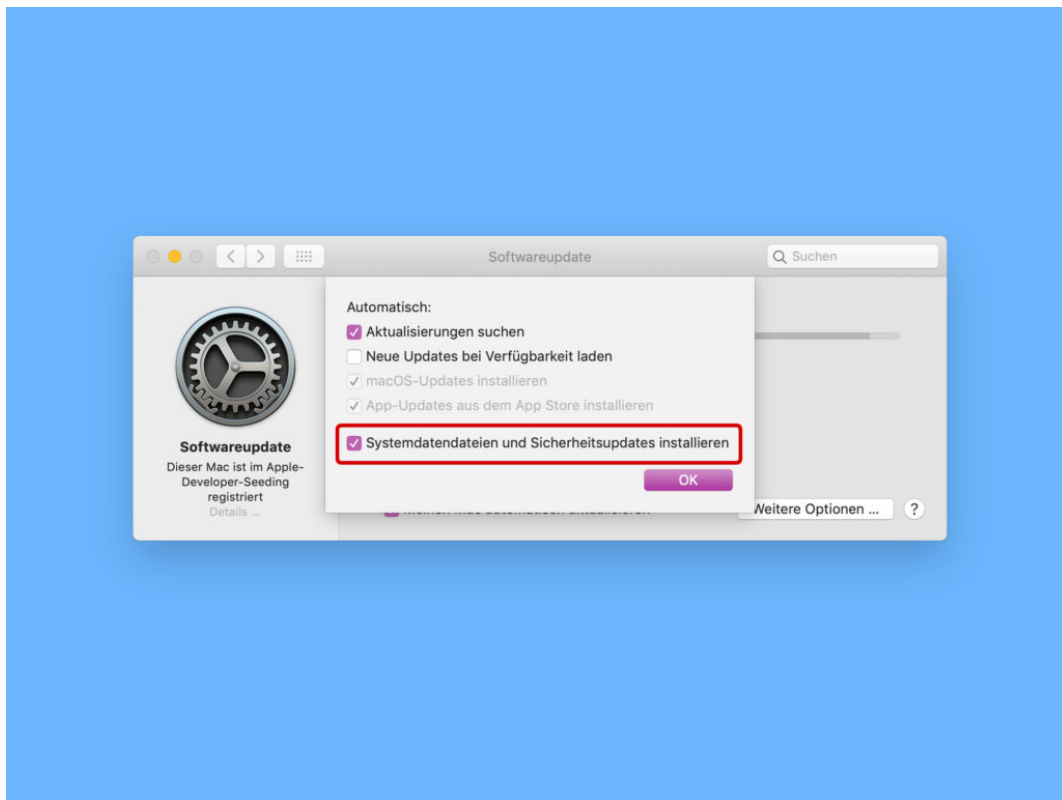 Softwareupdate
Suchen
Automatisch:
Aktualisierungen suchen
Neue Updates bei Verfügbarkeit laden
macOS-Updates installieren
App-Updates aus dem App Store installieren
Systemdatendateien und Sicherheitsupdates installieren
OK
Softwareupdate
Dieser Mac ist im Apple-
Developer-Seeding
registriert
Details ...
Weitere Optionen ...
?